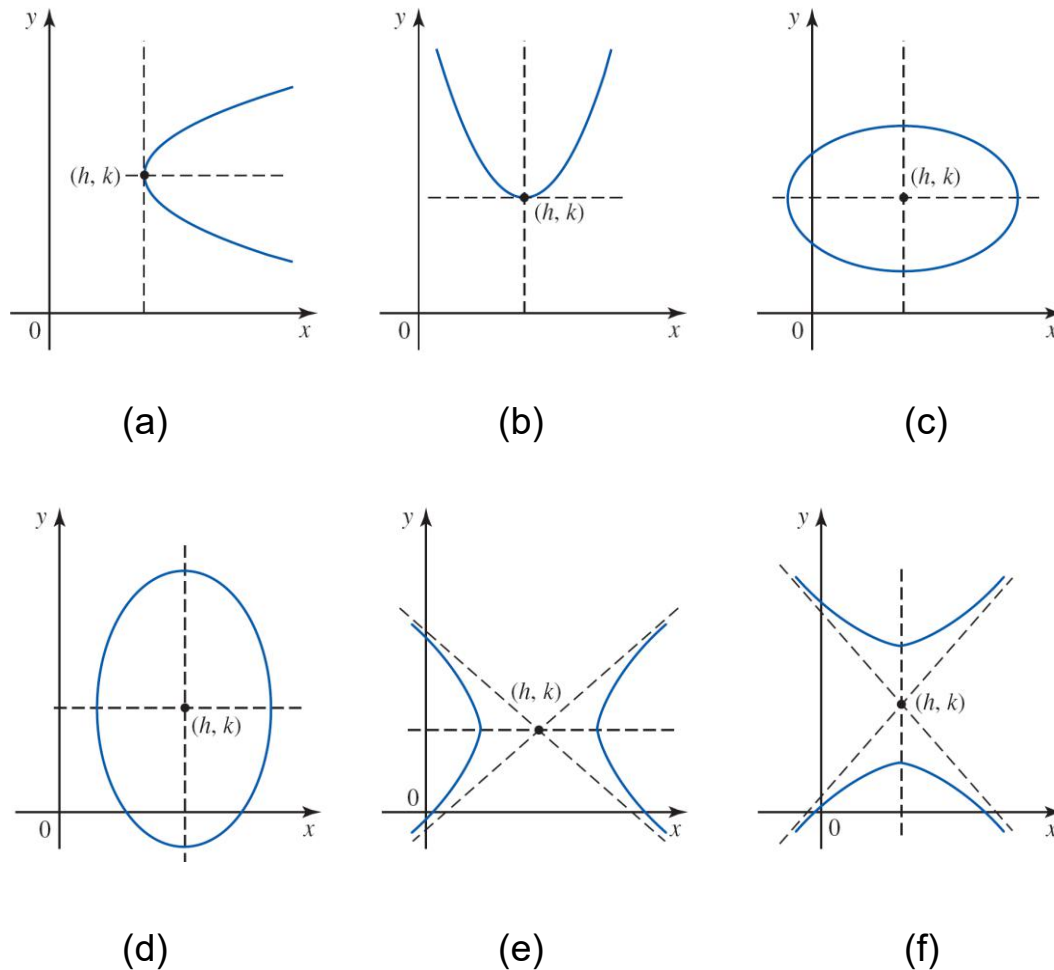 y
(h, k)
0
x
(a)
y
(h, k)
0
x
(b)
y
(h, k)
0
x
(c)
y
(h, k)
0
x
(d)
y
(h, k)
0
x
(e)
y
(h, k)
0
x
(f)